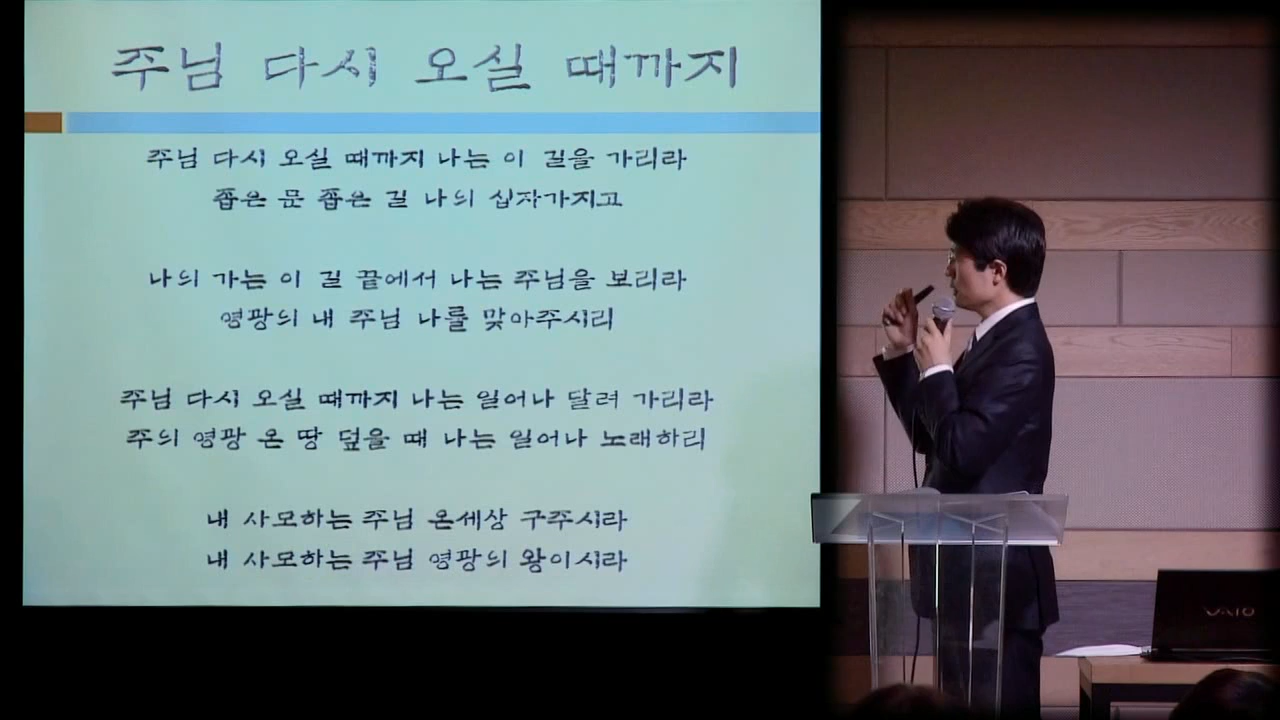 주님 다시 오실 때까지
주님 다시 오실 때까지 나는 이 길을 가리라
좁은 문 좁은 길 나의 십자가지고
나의 가는 이 길 끝에서 나는 주님을 보리라
영광의 내 주님 나를 맞아주시리
주님 다시 오실 때까지 나는 일어나 달려 가리라
주의 영광 온 땅 덮을 때 나는 일어나 노래하리
내 사모하는 주님 온세상 구주시라
내 사모하는 주님 영광의 왕이시라
VAIO